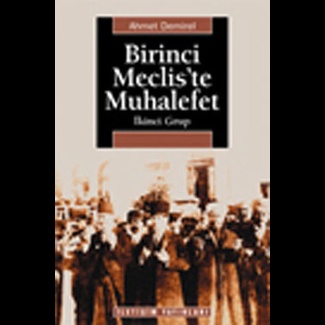 Ahmet Demirel
Birinci
Meclis'te
Muhalefet
İkinci Grup
İLETİŞİM YAYINLARI